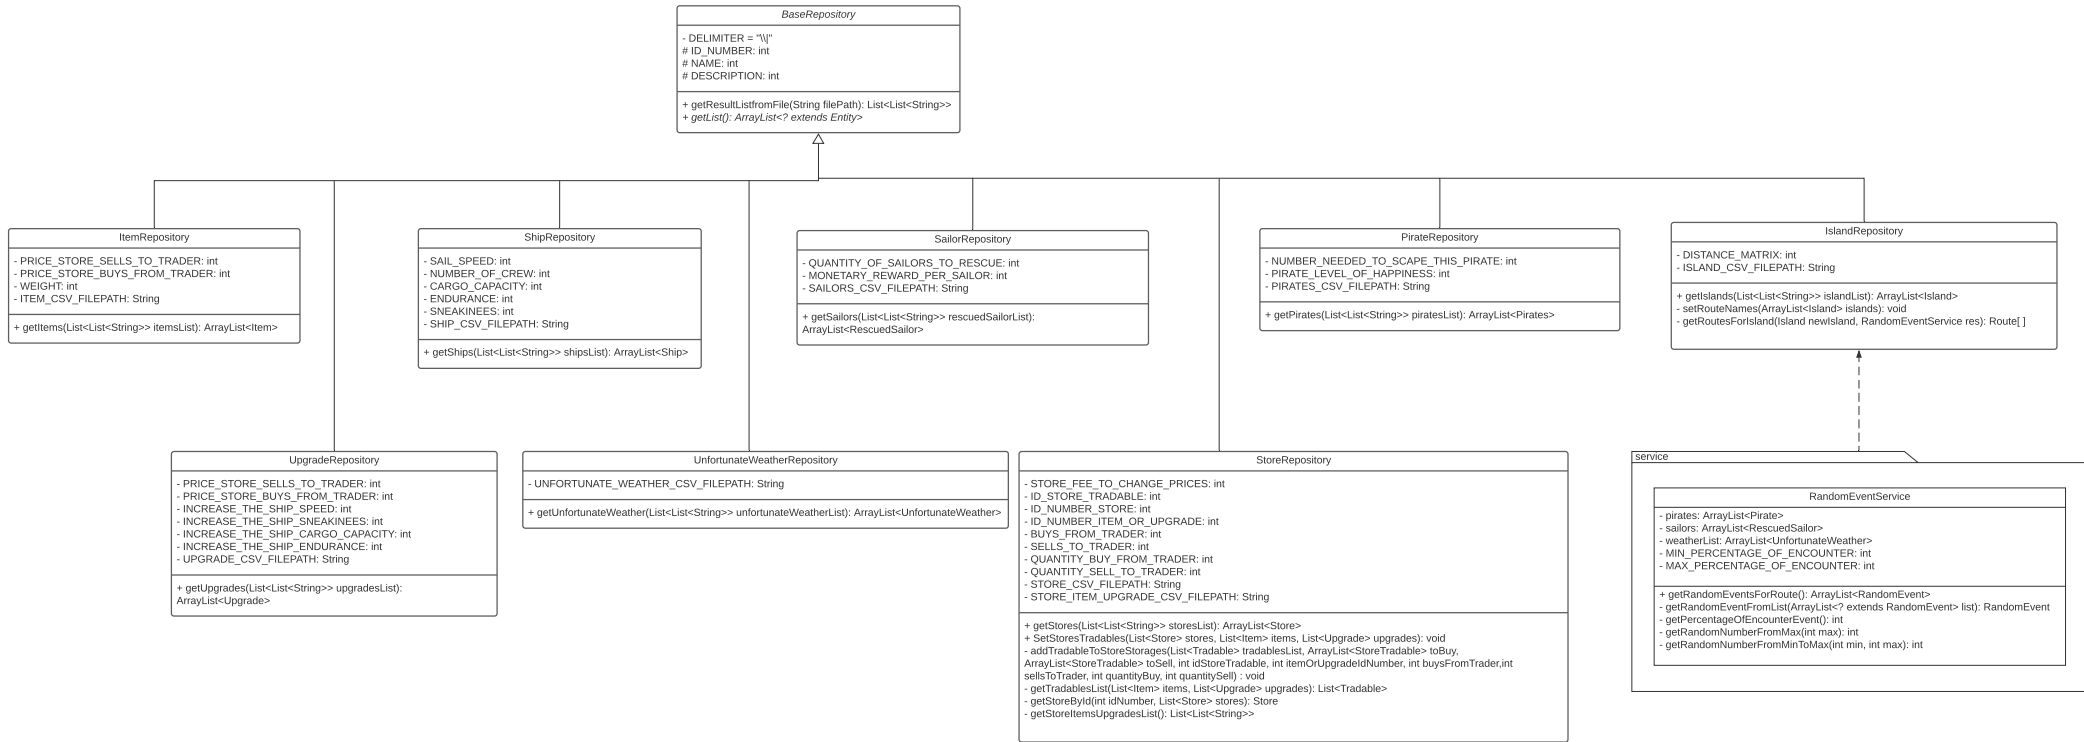 BaseRepository
- DELIMITER = "\\|"
# ID_NUMBER: int
# NAME: int
# DESCRIPTION: int
+ getResultListfromFile(String filePath): List<List<String>>
+ getList(): ArrayList<? extends Entity>
ItemRepository
- PRICE_STORE_SELLS_TO_TRADER: int
- PRICE_STORE_BUYS_FROM_TRADER: int
- WEIGHT: int
- ITEM_CSV_FILEPATH: String
+ getItems(List<List<String>> itemsList): ArrayList<Item>
ShipRepository
- SAIL_SPEED: int
- NUMBER_OF_CREW: int
- CARGO_CAPACITY: int
- ENDURANCE: int
- SNEAKINEES: int
- SHIP_CSV_FILEPATH: String
+ getShips(List<List<String>> shipsList): ArrayList<Ship>
SailorRepository
- QUANTITY_OF_SAILORS_TO_RESCUE: int
- MONETARY_REWARD_PER_SAILOR: int
- SAILORS_CSV_FILEPATH: String
+ getSailors(List<List<String>> rescuedSailorList):
ArrayList<RescuedSailor>
PirateRepository
- NUMBER_NEEDED_TO_SCAPE_THIS_PIRATE: int
- PIRATE_LEVEL_OF_HAPPINESS: int
- PIRATES_CSV_FILEPATH: String
+ getPirates(List<List<String>> piratesList): ArrayList<Pirates>
IslandRepository
- DISTANCE_MATRIX: int
- ISLAND_CSV_FILEPATH: String
+ getIslands(List<List<String>> islandList): ArrayList<Island>
- setRouteNames(ArrayList<Island> islands): void
- getRoutesForIsland(Island newIsland, RandomEventService res): Route[ ]
UpgradeRepository
- PRICE_STORE_SELLS_TO_TRADER: int
- PRICE_STORE_BUYS_FROM_TRADER: int
- INCREASE_THE_SHIP_SPEED: int
- INCREASE_THE_SHIP_SNEAKINEES: int
- INCREASE_THE_SHIP_CARGO_CAPACITY: int
- INCREASE_THE_SHIP_ENDURANCE: int
- UPGRADE_CSV_FILEPATH: String
+ getUpgrades(List<List<String>> upgradesList):
ArrayList<Upgrade>
UnfortunateWeatherRepository
- UNFORTUNATE_WEATHER_CSV_FILEPATH: String
+ getUnfortunateWeather(List<List<String>> unfortunateWeatherList): ArrayList<UnfortunateWeather>
StoreRepository
- STORE_FEE_TO_CHANGE_PRICES: int
- ID_STORE_TRADABLE: int
- ID_NUMBER_STORE: int
- ID_NUMBER_ITEM_OR_UPGRADE: int
- BUYS_FROM_TRADER: int
- SELLS_TO_TRADER: int
- QUANTITY_BUY_FROM_TRADER: int
- QUANTITY_SELL_TO_TRADER: int
- STORE_CSV_FILEPATH: String
- STORE_ITEM_UPGRADE_CSV_FILEPATH: String
+ getStores(List<List<String>> storesList): ArrayList<Store>
+ SetStoresTradables(List<Store> stores, List<Item> items, List<Upgrade> upgrades): void
- addTradableToStoreStorages(List<Tradable> tradablesList, ArrayList<StoreTradable> toBuy,
ArrayList<StoreTradable> toSell, int idStoreTradable, int itemOrUpgradeIdNumber, int buysFromTrader,int
sellsToTrader, int quantityBuy, int quantitySell) : void
- getTradablesList(List<Item> items, List<Upgrade> upgrades): List<Tradable>
- getStoreById(int idNumber, List<Store> stores): Store
- getStoreItemsUpgradesList(): List<List<String>>
service
RandomEventService
- pirates: ArrayList<Pirate>
- sailors: ArrayList<RescuedSailor>
- weatherList: ArrayList<UnfortunateWeather>
- MIN_PERCENTAGE_OF_ENCOUNTER: int
- MAX_PERCENTAGE_OF_ENCOUNTER: int
+ getRandomEventsForRoute(): ArrayList<RandomEvent>
- getRandomEventFromList(ArrayList<? extends RandomEvent> list): RandomEvent
- getPercentageOfEncounterEvent(): int
- getRandomNumberFromMax(int max): int
- getRandomNumberFromMinToMax(int min, int max): int